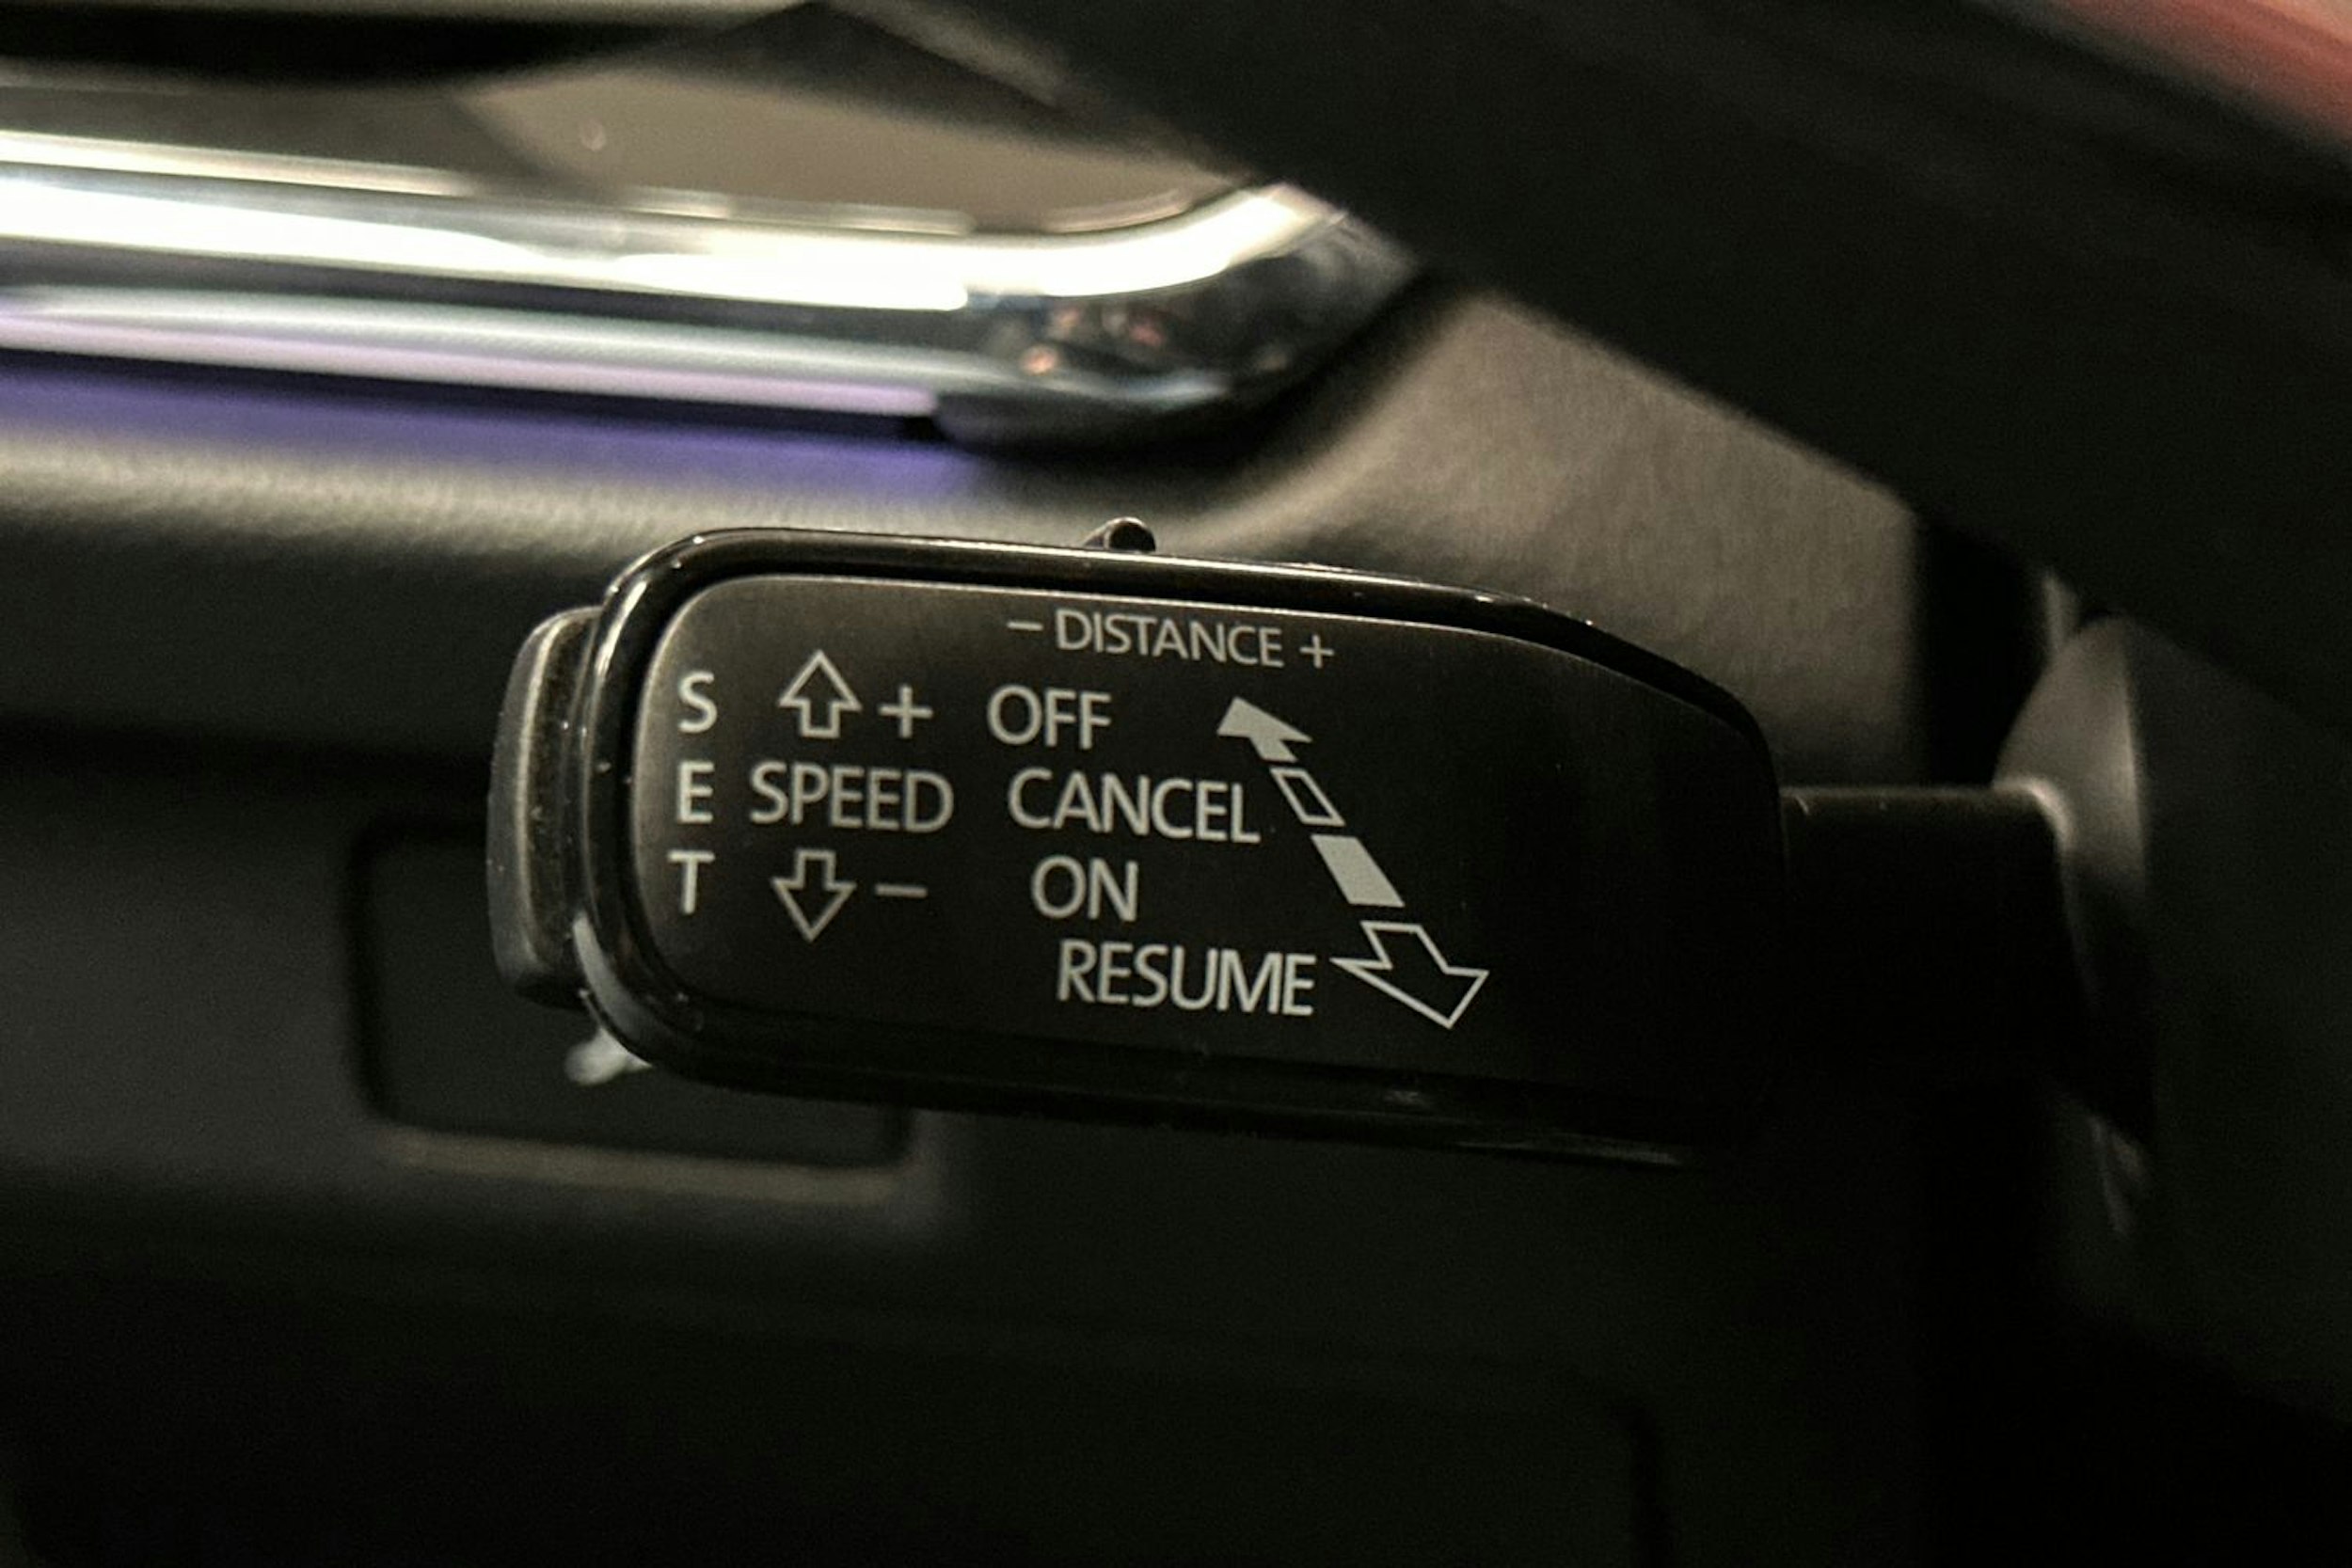 − DISTANCE +
S ⇧ + OFF
E SPEED CANCEL
T ⇩ − ON
RESUME